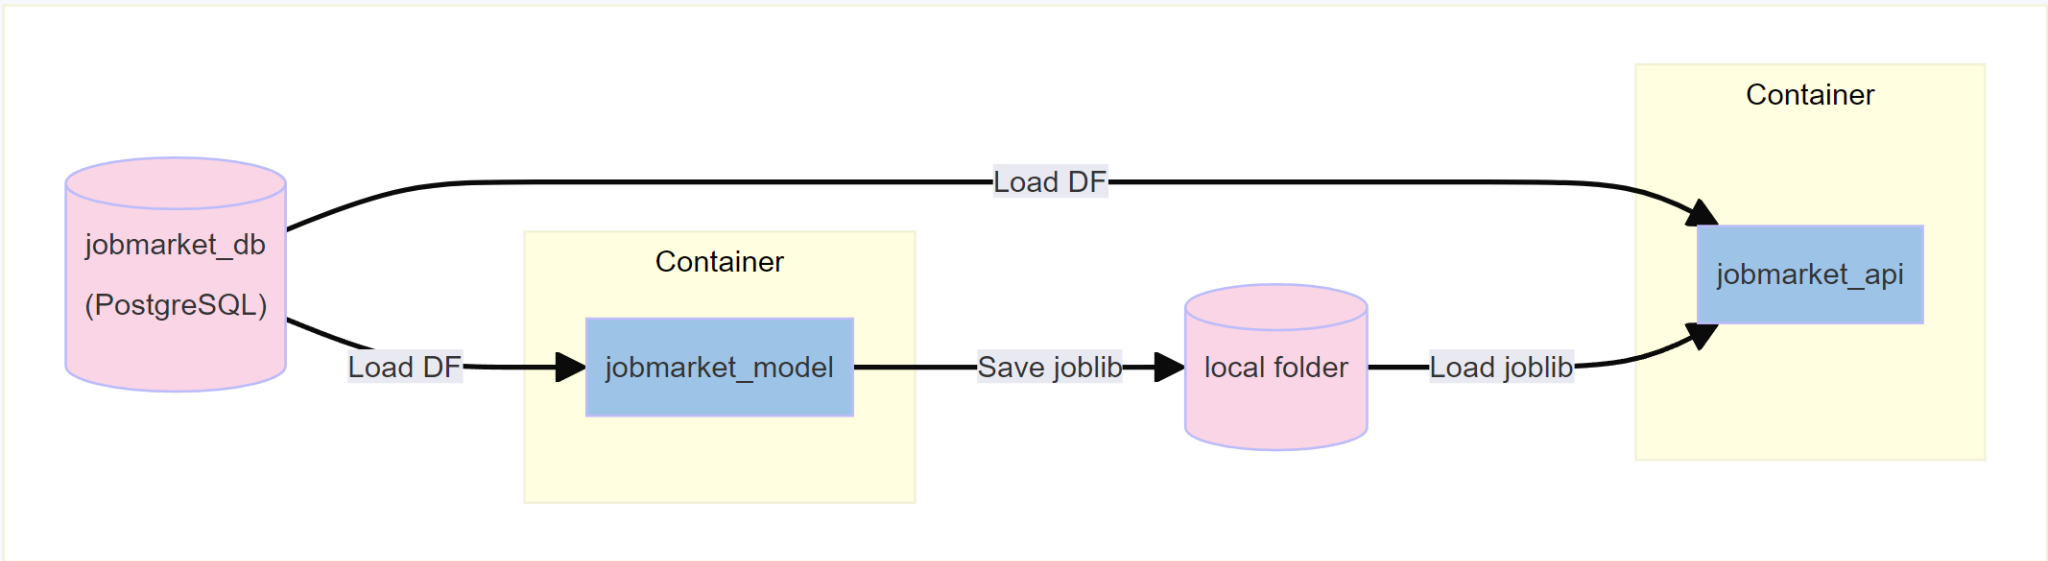 Container
Load DF
jobmarket_db
(PostgreSQL)
Container
jobmarket_api
Load DF
jobmarket_model
Save joblib
local folder
Load joblib